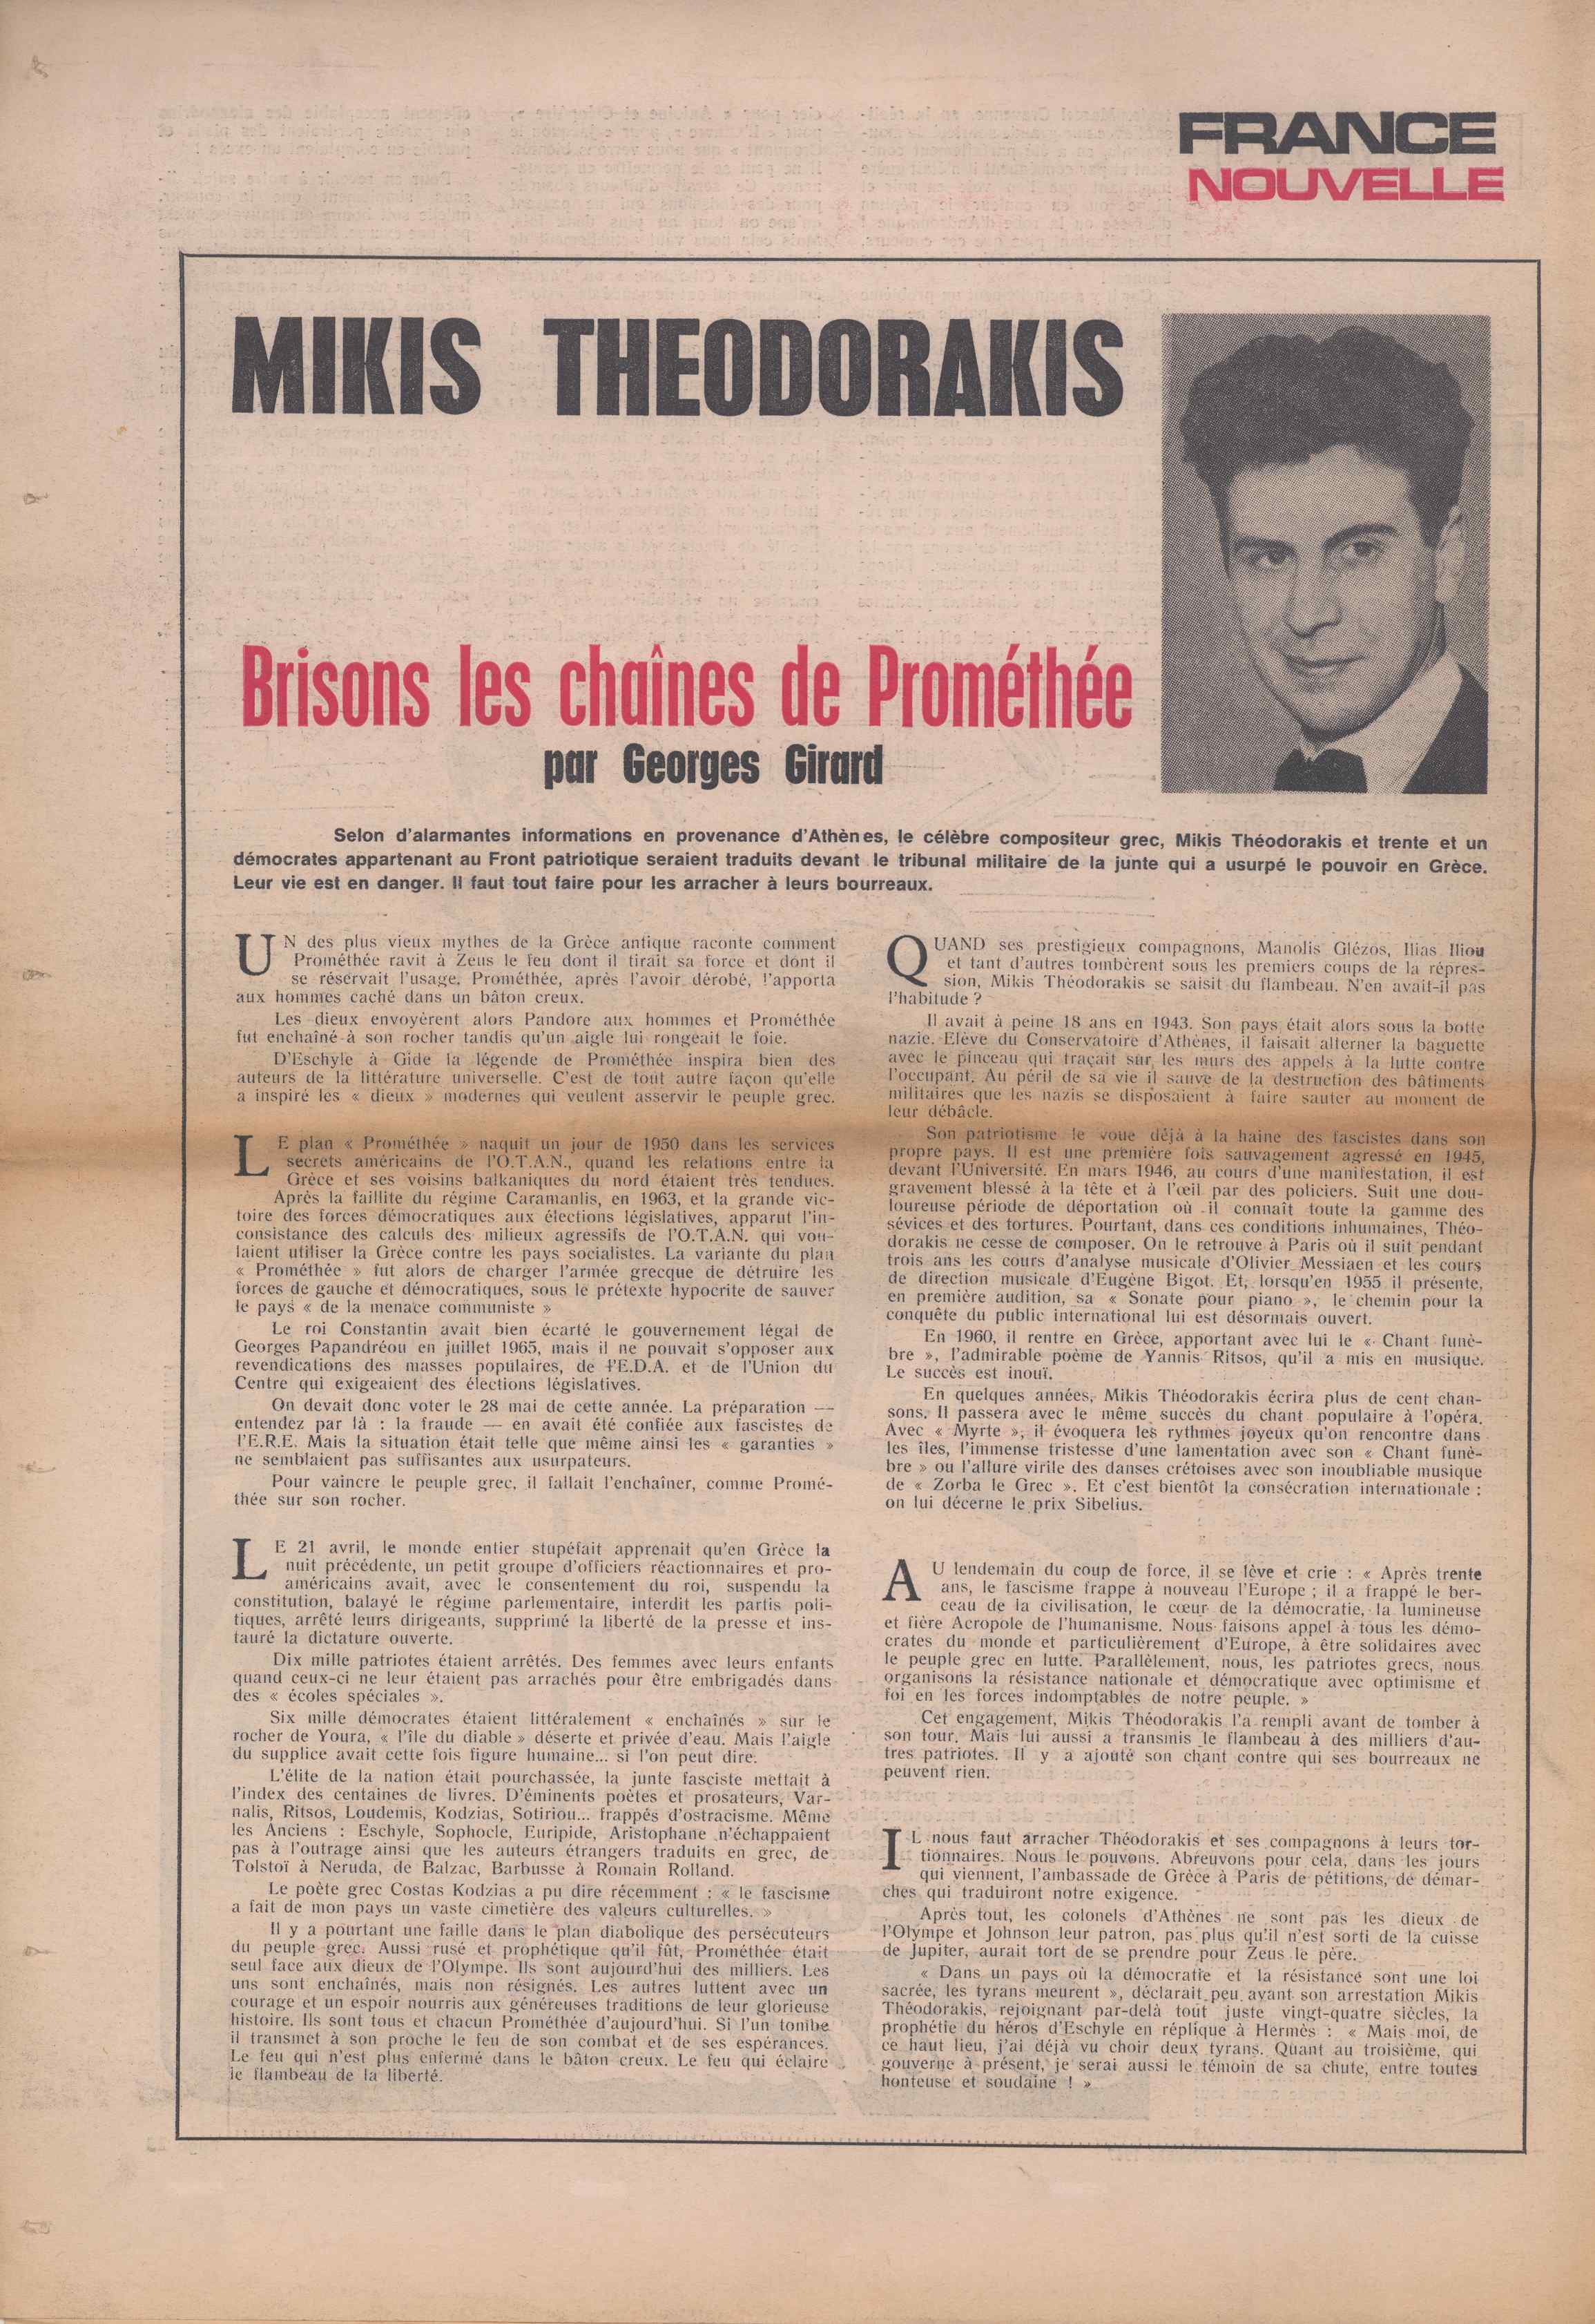 FRANCE
NOUVELLE
MIKIS THEODORAKIS
Brisons les chaînes de Prométhée
par Georges Girard
Selon d'alarmantes informations en provenance d'Athènes, le célèbre compositeur grec, Mikis Théodorakis et trente et un
démocrates appartenant au Front patriotique seraient traduits devant le tribunal militaire de la junte qui a usurpé le pouvoir en Grèce.
Leur vie est en danger. Il faut tout faire pour les arracher à leurs bourreaux.
UN des plus vieux mythes de la Grèce antique raconte comment
Prométhée ravit à Zeus le feu dont il tirait sa force et dont il
se réservait l'usage. Prométhée, après l'avoir dérobé, l'apporta
aux hommes caché dans un bâton creux.
Les dieux envoyèrent alors Pandore aux hommes et Prométhée
fut enchaîné à son rocher tandis qu'un aigle lui rongeait le foie.
D'Eschyle à Gide la légende de Prométhée inspira bien des
auteurs de la littérature universelle. C'est de tout autre façon qu'elle
a inspiré les « dieux » modernes qui veulent asservir le peuple grec.
LE plan « Prométhée » naquit un jour de 1950 dans les services
secrets américains de l'O.T.A.N., quand les relations entre la
Grèce et ses voisins balkaniques du nord étaient très tendues.
Après la faillite du régime Caramanlis, en 1963, et la grande vic-
toire des forces démocratiques aux élections législatives, apparut l'in-
consistance des calculs des milieux agressifs de l'O.T.A.N. qui vou-
laient utiliser la Grèce contre les pays socialistes. La variante du plan
« Prométhée » fut alors de charger l'armée grecque de détruire les
forces de gauche et démocratiques, sous le prétexte hypocrite de sauver
le pays « de la menace communiste »
Le roi Constantin avait bien écarté le gouvernement légal de
Georges Papandréou en juillet 1965, mais il ne pouvait s'opposer aux
revendications des masses populaires, de l'E.D.A. et de l'Union du
Centre qui exigeaient des élections législatives.
On devait donc voter le 28 mai de cette année. La préparation —
entendez par là : la fraude — en avait été confiée aux fascistes de
l'E.R.E. Mais la situation était telle que même ainsi les « garanties »
ne semblaient pas suffisantes aux usurpateurs.
Pour vaincre le peuple grec, il fallait l'enchaîner, comme Promé-
thée sur son rocher.
LE 21 avril, le monde entier stupéfait apprenait qu'en Grèce la
nuit précédente, un petit groupe d'officiers réactionnaires et pro-
américains avait, avec le consentement du roi, suspendu la
constitution, balayé le régime parlementaire, interdit les partis poli-
tiques, arrêté leurs dirigeants, supprimé la liberté de la presse et ins-
tauré la dictature ouverte.
Dix mille patriotes étaient arrêtés. Des femmes avec leurs enfants
quand ceux-ci ne leur étaient pas arrachés pour être embrigadés dans
des « écoles spéciales ».
Six mille démocrates étaient littéralement « enchaînés » sur le
rocher de Youra, « l'île du diable » déserte et privée d'eau. Mais l'aigle
du supplice avait cette fois figure humaine... si l'on peut dire.
L'élite de la nation était pourchassée, la junte fasciste mettait à
l'index des centaines de livres. D'éminents poètes et prosateurs, Var-
nalis, Ritsos, Loudemis, Kodzias, Sotiriou... frappés d'ostracisme. Même
les Anciens : Eschyle, Sophocle, Euripide, Aristophane n'échappaient
pas à l'outrage ainsi que les auteurs étrangers traduits en grec, de
Tolstoï à Neruda, de Balzac, Barbusse à Romain Rolland.
Le poète grec Costas Kodzias a pu dire récemment : « le fascisme
a fait de mon pays un vaste cimetière des valeurs culturelles. »
Il y a pourtant une faille dans le plan diabolique des persécuteurs
du peuple grec. Aussi rusé et prophétique qu'il fût, Prométhée était
seul face aux dieux de l'Olympe. Ils sont aujourd'hui des milliers. Les
uns sont enchaînés, mais non résignés. Les autres luttent avec un
courage et un espoir nourris aux généreuses traditions de leur glorieuse
histoire. Ils sont tous et chacun Prométhée d'aujourd'hui. Si l'un tombe
il transmet à son proche le feu de son combat et de ses espérances.
Le feu qui n'est plus enfermé dans le bâton creux. Le feu qui éclaire
le flambeau de la liberté.
QUAND ses prestigieux compagnons, Manolis Glézos, Ilias Iliou
et tant d'autres tombèrent sous les premiers coups de la répres-
sion, Mikis Théodorakis se saisit du flambeau. N'en avait-il pas
l'habitude ?
Il avait à peine 18 ans en 1943. Son pays était alors sous la botte
nazie. Elève du Conservatoire d'Athènes, il faisait alterner la baguette
avec le pinceau qui traçait sur les murs des appels à la lutte contre
l'occupant. Au péril de sa vie il sauve de la destruction des bâtiments
militaires que les nazis se disposaient à faire sauter au moment de
leur débâcle.
Son patriotisme le voue déjà à la haine des fascistes dans son
propre pays. Il est une première fois sauvagement agressé en 1945,
devant l'Université. En mars 1946, au cours d'une manifestation, il est
gravement blessé à la tête et à l'œil par des policiers. Suit une dou-
loureuse période de déportation où il connaît toute la gamme des
sévices et des tortures. Pourtant, dans ces conditions inhumaines, Théo-
dorakis ne cesse de composer. On le retrouve à Paris où il suit pendant
trois ans les cours d'analyse musicale d'Olivier Messiaen et les cours
de direction musicale d'Eugène Bigot. Et, lorsqu'en 1955 il présente,
en première audition, sa « Sonate pour piano », le chemin pour la
conquête du public international lui est désormais ouvert.
En 1960, il rentre en Grèce, apportant avec lui le « Chant funè-
bre », l'admirable poème de Yannis Ritsos, qu'il a mis en musique.
Le succès est inouï.
En quelques années, Mikis Théodorakis écrira plus de cent chan-
sons. Il passera avec le même succès du chant populaire à l'opéra.
Avec « Myrte », il évoquera les rythmes joyeux qu'on rencontre dans
les îles, l'immense tristesse d'une lamentation avec son « Chant funè-
bre » ou l'allure virile des danses crétoises avec son inoubliable musique
de « Zorba le Grec ». Et c'est bientôt la consécration internationale :
on lui décerne le prix Sibelius.
AU lendemain du coup de force, il se lève et crie : « Après trente
ans, le fascisme frappe à nouveau l'Europe ; il a frappé le ber-
ceau de la civilisation, le cœur de la démocratie, la lumineuse
et fière Acropole de l'humanisme. Nous faisons appel à tous les démo-
crates du monde et particulièrement d'Europe, à être solidaires avec
le peuple grec en lutte. Parallèlement, nous, les patriotes grecs, nous
organisons la résistance nationale et démocratique avec optimisme et
foi en les forces indomptables de notre peuple. »
Cet engagement, Mikis Théodorakis l'a rempli avant de tomber à
son tour. Mais lui aussi a transmis le flambeau à des milliers d'au-
tres patriotes. Il y a ajouté son chant contre qui ses bourreaux ne
peuvent rien.
IL nous faut arracher Théodorakis et ses compagnons à leurs tor-
tionnaires. Nous le pouvons. Abreuvons pour cela, dans les jours
qui viennent, l'ambassade de Grèce à Paris de pétitions, de démar-
ches qui traduiront notre exigence.
Après tout, les colonels d'Athènes ne sont pas les dieux de
l'Olympe et Johnson leur patron, pas plus qu'il n'est sorti de la cuisse
de Jupiter, aurait tort de se prendre pour Zeus le père.
« Dans un pays où la démocratie et la résistance sont une loi
sacrée, les tyrans meurent », déclarait peu avant son arrestation Mikis
Théodorakis, rejoignant par-delà tout juste vingt-quatre siècles, la
prophétie du héros d'Eschyle en réplique à Hermès : « Mais moi, de
ce haut lieu, j'ai déjà vu choir deux tyrans. Quant au troisième, qui
gouverne à présent, je serai aussi le témoin de sa chute, entre toutes
honteuse et soudaine ! »